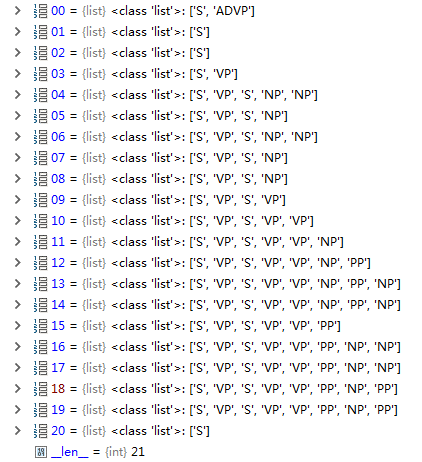 00 = {list} <class 'list'>: ['S', 'ADVP']
01 = {list} <class 'list'>: ['S']
02 = {list} <class 'list'>: ['S']
03 = {list} <class 'list'>: ['S', 'VP']
04 = {list} <class 'list'>: ['S', 'VP', 'S', 'NP', 'NP']
05 = {list} <class 'list'>: ['S', 'VP', 'S', 'NP']
06 = {list} <class 'list'>: ['S', 'VP', 'S', 'NP', 'NP']
07 = {list} <class 'list'>: ['S', 'VP', 'S', 'NP']
08 = {list} <class 'list'>: ['S', 'VP', 'S', 'NP']
09 = {list} <class 'list'>: ['S', 'VP', 'S', 'VP']
10 = {list} <class 'list'>: ['S', 'VP', 'S', 'VP', 'VP']
11 = {list} <class 'list'>: ['S', 'VP', 'S', 'VP', 'VP', 'NP']
12 = {list} <class 'list'>: ['S', 'VP', 'S', 'VP', 'VP', 'NP', 'PP']
13 = {list} <class 'list'>: ['S', 'VP', 'S', 'VP', 'VP', 'NP', 'PP', 'NP']
14 = {list} <class 'list'>: ['S', 'VP', 'S', 'VP', 'VP', 'NP', 'PP', 'NP']
15 = {list} <class 'list'>: ['S', 'VP', 'S', 'VP', 'VP', 'PP']
16 = {list} <class 'list'>: ['S', 'VP', 'S', 'VP', 'VP', 'PP', 'NP', 'NP']
17 = {list} <class 'list'>: ['S', 'VP', 'S', 'VP', 'VP', 'PP', 'NP', 'NP']
18 = {list} <class 'list'>: ['S', 'VP', 'S', 'VP', 'VP', 'PP', 'NP', 'PP']
19 = {list} <class 'list'>: ['S', 'VP', 'S', 'VP', 'VP', 'PP', 'NP', 'PP']
20 = {list} <class 'list'>: ['S']
__len__ = {int} 21